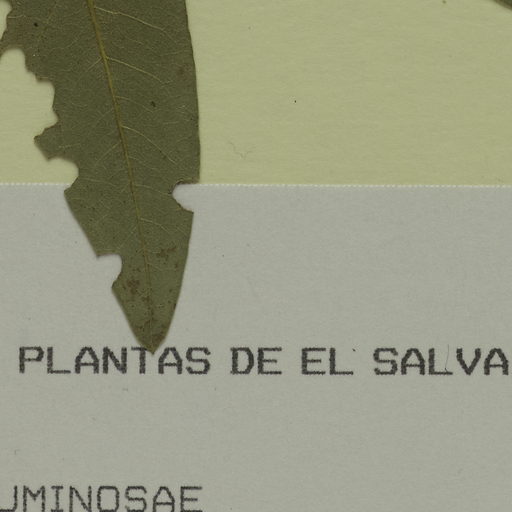 PLANTAS DE EL SALVA
UMINOSAE